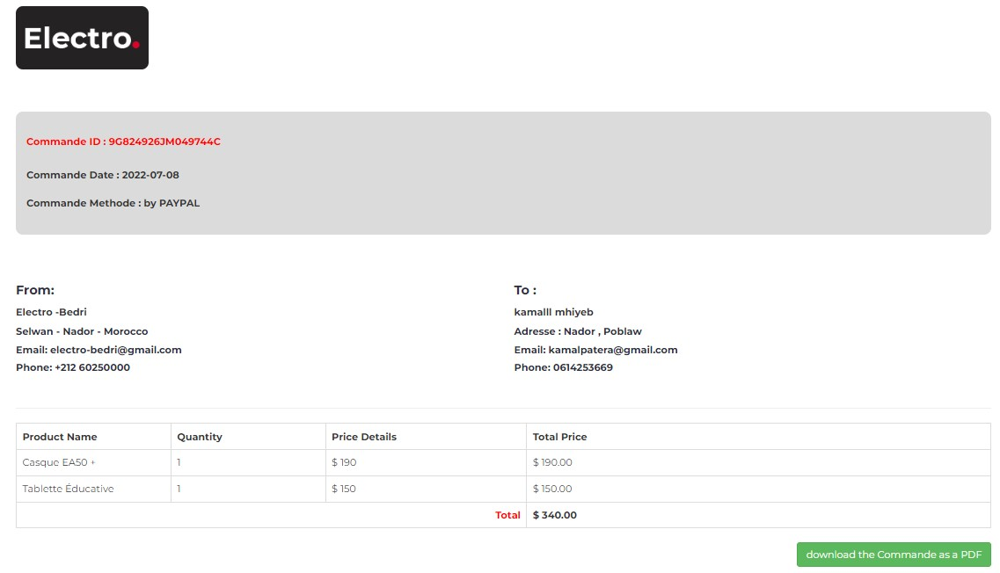 Electro.
Commande ID : 9G824926JM049744C
Commande Date : 2022-07-08
Commande Methode : by PAYPAL
From:
Electro -Bedri
Selwan - Nador - Morocco
Email: electro-bedri@gmail.com
Phone: +212 60250000
To :
kamalll mhiyeb
Adresse : Nador , Poblaw
Email: kamalpatera@gmail.com
Phone: 0614253669
Product Name Quantity Price Details Total Price
Casque EA50 + 1 $ 190 $ 190.00
Tablette Éducative 1 $ 150 $ 150.00
Total $ 340.00
download the Commande as a PDF